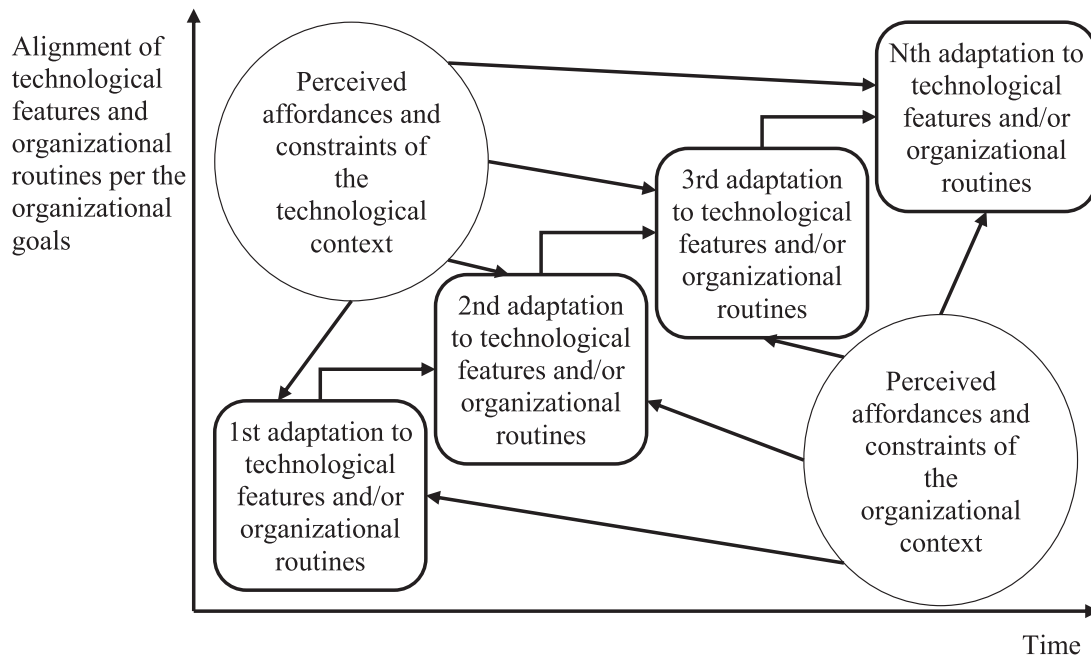 Alignment of
technological
features and
organizational
routines per the
organizational
goals
Perceived
affordances and
constraints of
the
technological
context
Nth adaptation to
technological
features and/or
organizational
routines
3rd adaptation
to technological
features and/or
organizational
routines
2nd adaptation
to technological
features and/or
organizational
routines
1st adaptation to
technological
features and/or
organizational
routines
Perceived
affordances and
constraints of
the
organizational
context
Time